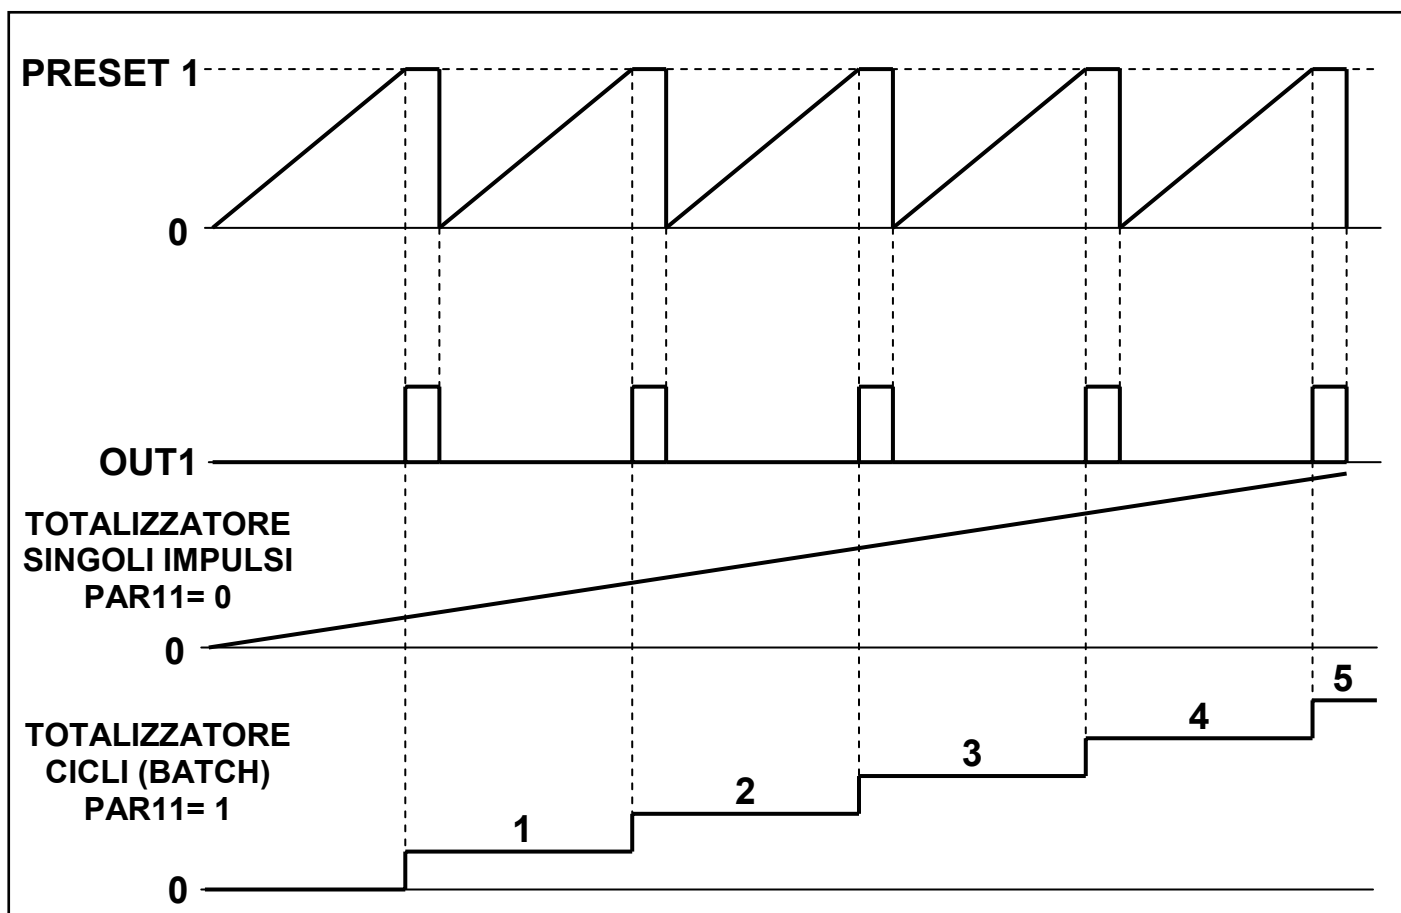 PRESET 1
0
OUT1
TOTALIZZATORE
SINGOLI IMPULSI
PAR11= 0
0
TOTALIZZATORE
CICLI (BATCH)
PAR11= 1
0
1
2
3
4
5